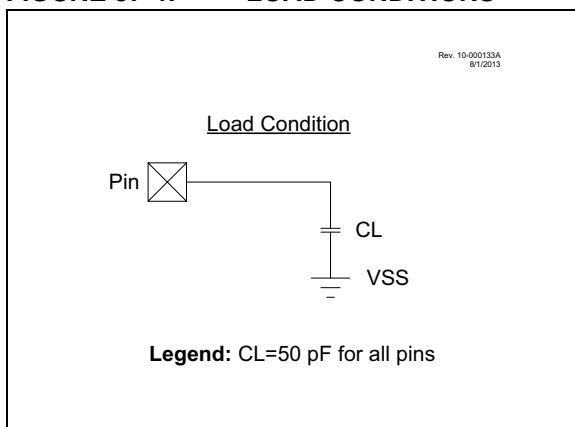 Rev. 10-000133A
8/1/2013
Load Condition
Pin
CL
VSS
Legend: CL=50 pF for all pins